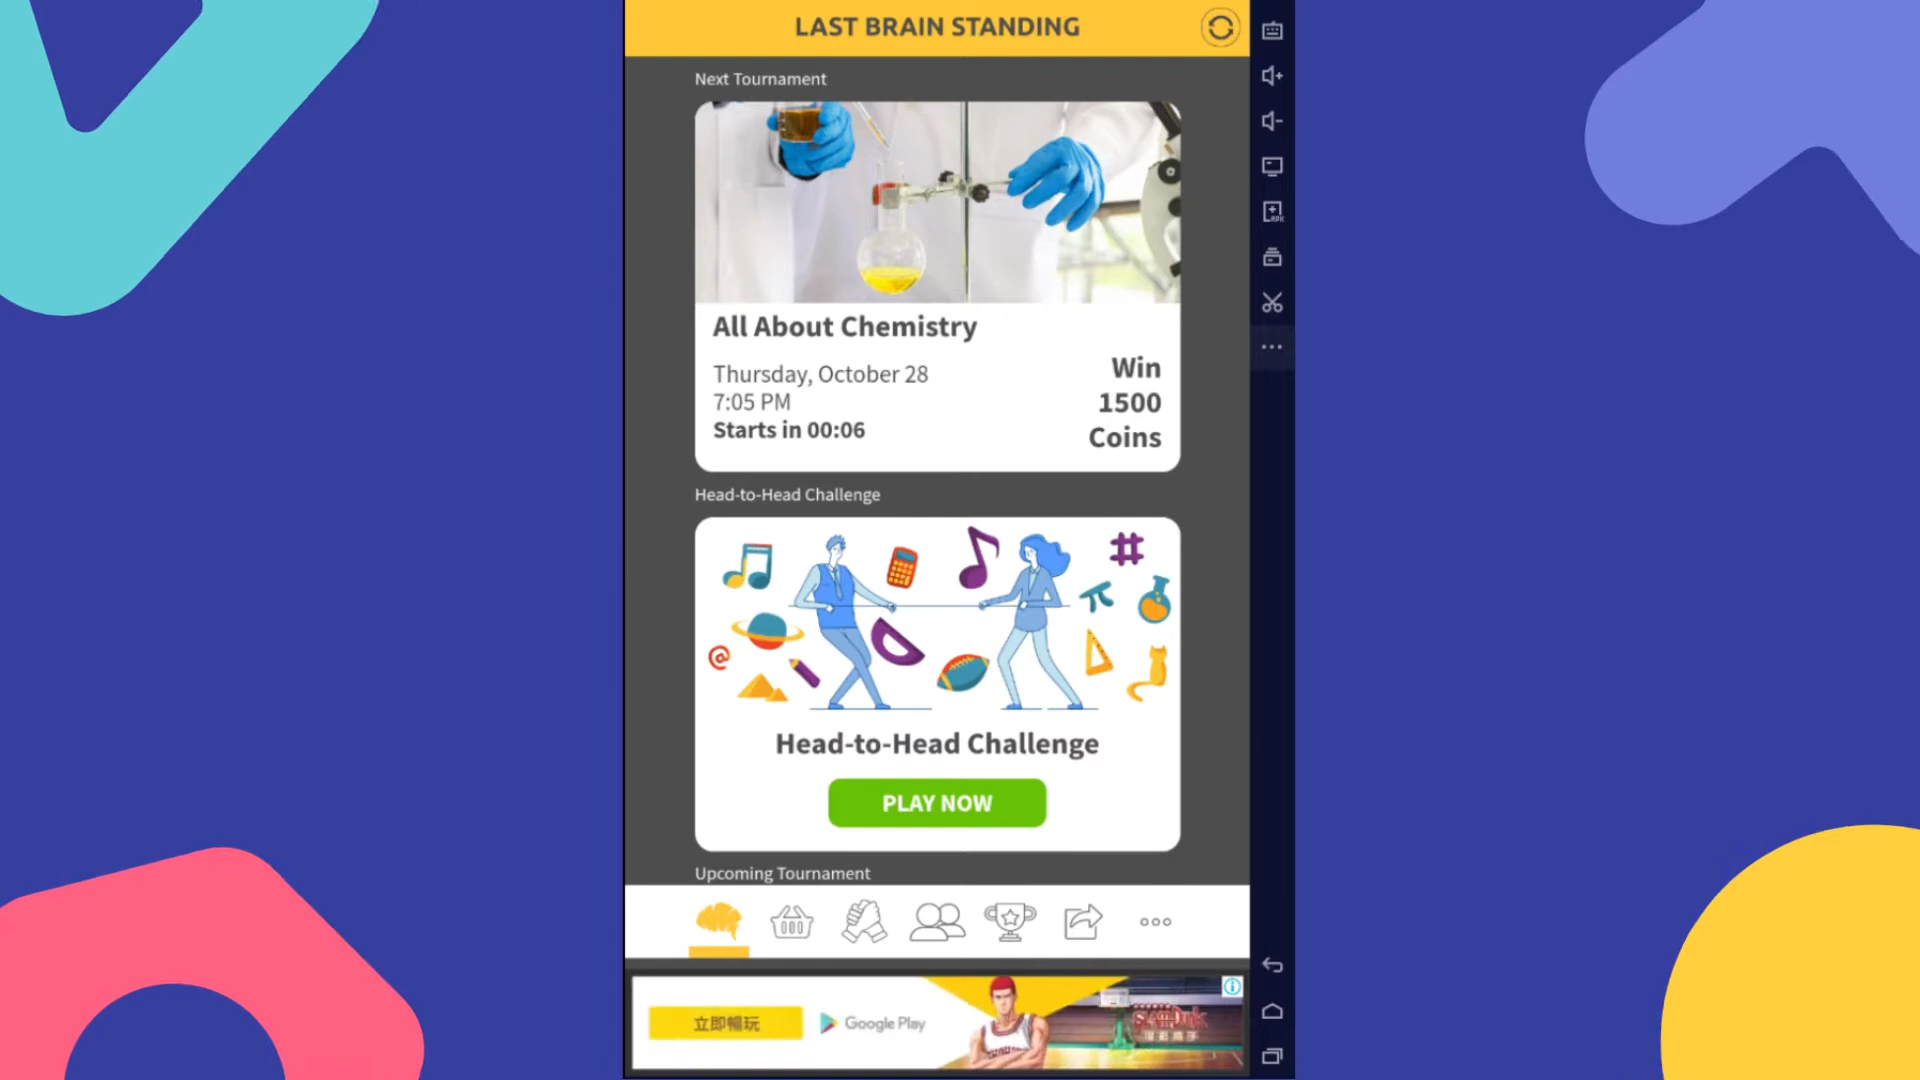 LAST BRAIN STANDING
Next Tournament
All About Chemistry
Thursday, October 28
7:05 PM
Starts in 00:06
Win
1500
Coins
Head-to-Head Challenge
Head-to-Head Challenge
PLAY NOW
Upcoming Tournament
立即暢玩
Google Play
SLAM DUNK